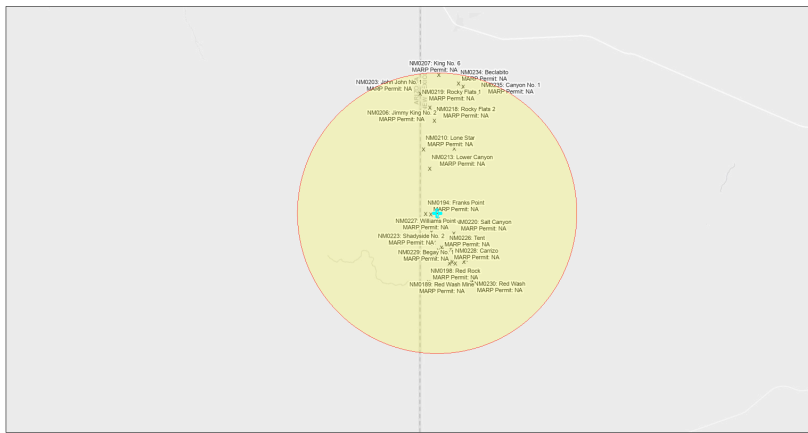 NM0207: King No. 6
MARP Permit: NA
NM0234: Beclabito
MARP Permit: NA
NM0203: John John No. 1
MARP Permit: NA
NM0235: Canyon No. 1
MARP Permit: NA
NM0219: Rocky Flats 1
MARP Permit: NA
NM0218: Rocky Flats 2
MARP Permit: NA
NM0206: Jimmy King No. 2
MARP Permit: NA
NM0210: Lone Star
MARP Permit: NA
NM0213: Lower Canyon
MARP Permit: NA
NM0194: Franks Point
MARP Permit: NA
NM0227: Williams Point
MARP Permit: NA
NM0220: Salt Canyon
MARP Permit: NA
NM0223: Shadyside No. 2
MARP Permit: NA
NM0226: Tent
MARP Permit: NA
NM0229: Begay No
MARP Permit: NA
NM0228: Carrizo
MARP Permit: NA
NM0198: Red Rock
MARP Permit: NA
Red Wash Mine
MARP Permit: NA
NM0230: Red Wash
MARP Permit: NA